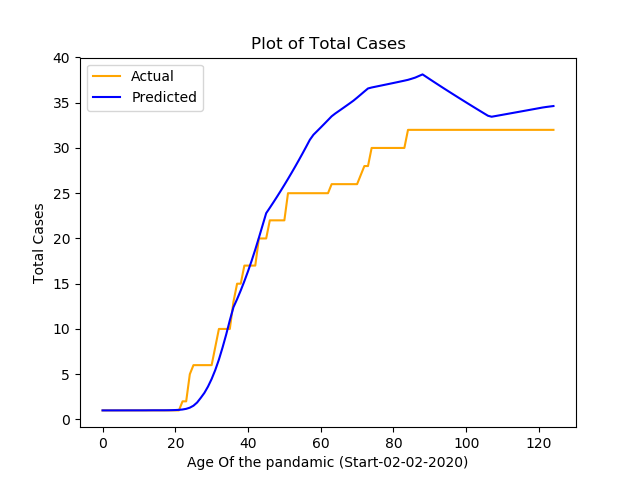 Plot of Total Cases
Actual
Predicted
40
35
30
25
20
15
10
5
0
Total Cases
0 20 40 60 80 100 120
Age Of the pandamic (Start-02-02-2020)